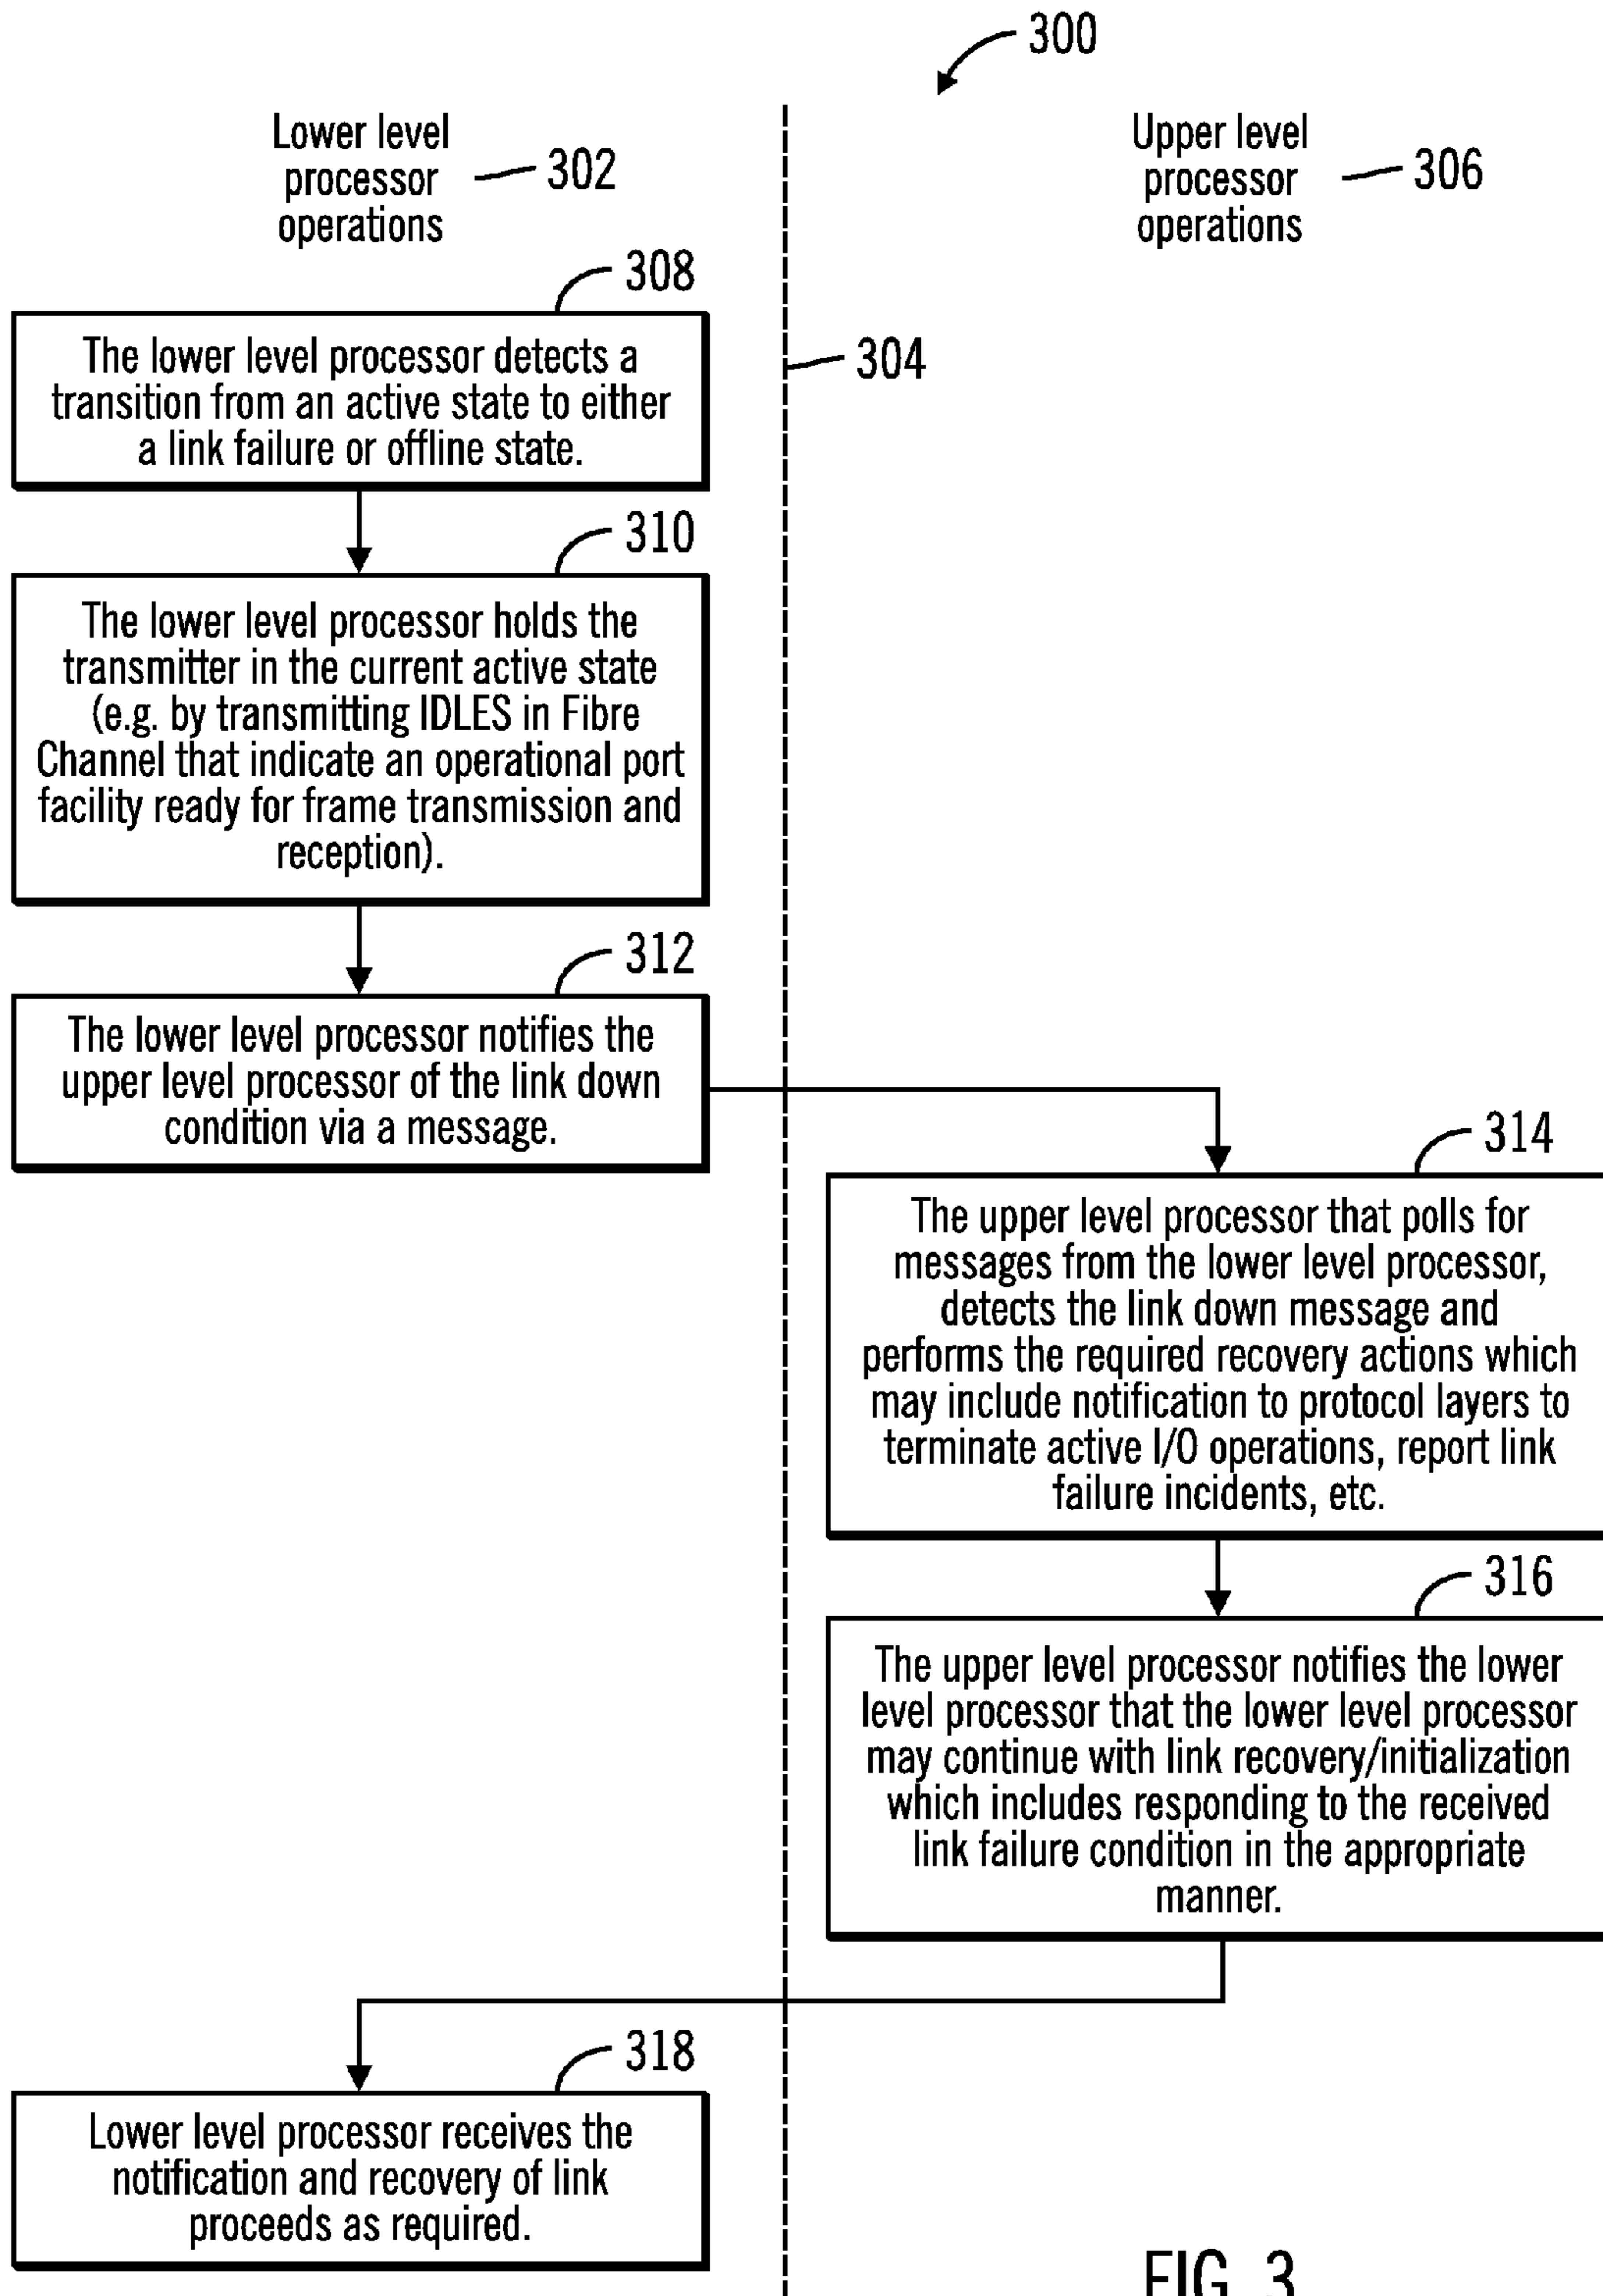 300
Lower level
processor
operations
302
Upper level
processor
operations
306
308
The lower level processor detects a
transition from an active state to either
a link failure or offline state.
304
310
The lower level processor holds the
transmitter in the current active state
(e.g. by transmitting IDLES in Fibre
Channel that indicate an operational port
facility ready for frame transmission and
reception).
312
The lower level processor notifies the
upper level processor of the link down
condition via a message.
314
The upper level processor that polls for
messages from the lower level processor,
detects the link down message and
performs the required recovery actions which
may include notification to protocol layers to
terminate active I/O operations, report link
failure incidents, etc.
316
The upper level processor notifies the lower
level processor that the lower level processor
may continue with link recovery/initialization
which includes responding to the received
link failure condition in the appropriate
manner.
318
Lower level processor receives the
notification and recovery of link
proceeds as required.
FIG. 3